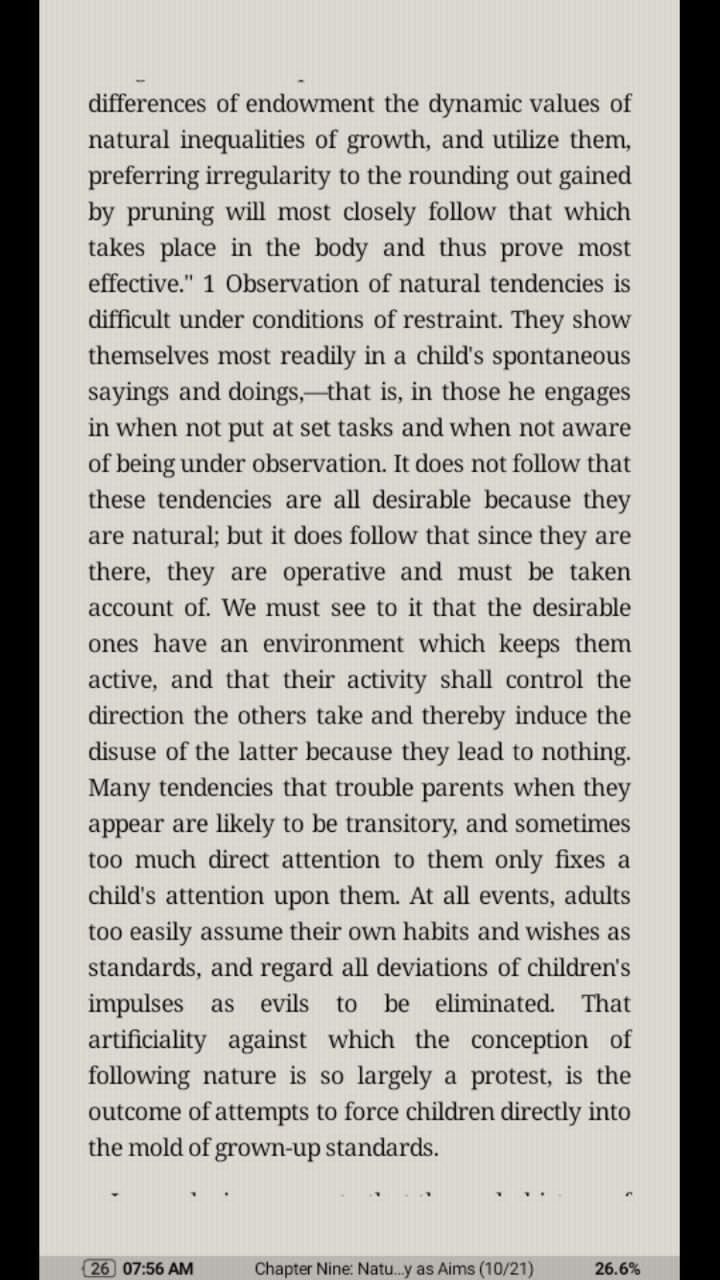 differences of endowment the dynamic values of
natural inequalities of growth, and utilize them,
preferring irregularity to the rounding out gained
by pruning will most closely follow that which
takes place in the body and thus prove most
effective." 1 Observation of natural tendencies is
difficult under conditions of restraint. They show
themselves most readily in a child's spontaneous
sayings and doings,—that is, in those he engages
in when not put at set tasks and when not aware
of being under observation. It does not follow that
these tendencies are all desirable because they
are natural; but it does follow that since they are
there, they are operative and must be taken
account of. We must see to it that the desirable
ones have an environment which keeps them
active, and that their activity shall control the
direction the others take and thereby induce the
disuse of the latter because they lead to nothing.
Many tendencies that trouble parents when they
appear are likely to be transitory, and sometimes
too much direct attention to them only fixes a
child's attention upon them. At all events, adults
too easily assume their own habits and wishes as
standards, and regard all deviations of children's
impulses as evils to be eliminated. That
artificiality against which the conception of
following nature is so largely a protest, is the
outcome of attempts to force children directly into
the mold of grown-up standards.
26 07:56 AM Chapter Nine: Natu...y as Aims (10/21) 26.6%